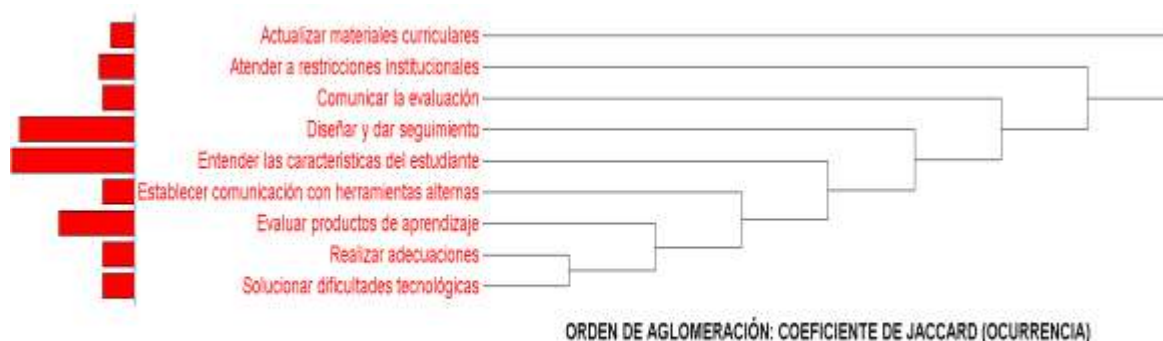 Actualizar materiales curriculares
Atender a restricciones institucionales
Comunicar la evaluación
Diseñar y dar seguimiento
Entender las características del estudiante
Establecer comunicación con herramientas alternas
Evaluar productos de aprendizaje
Realizar adecuaciones
Solucionar dificultades tecnológicas
ORDEN DE AGLOMERACIÓN: COEFICIENTE DE JACCARD (OCURRENCIA)